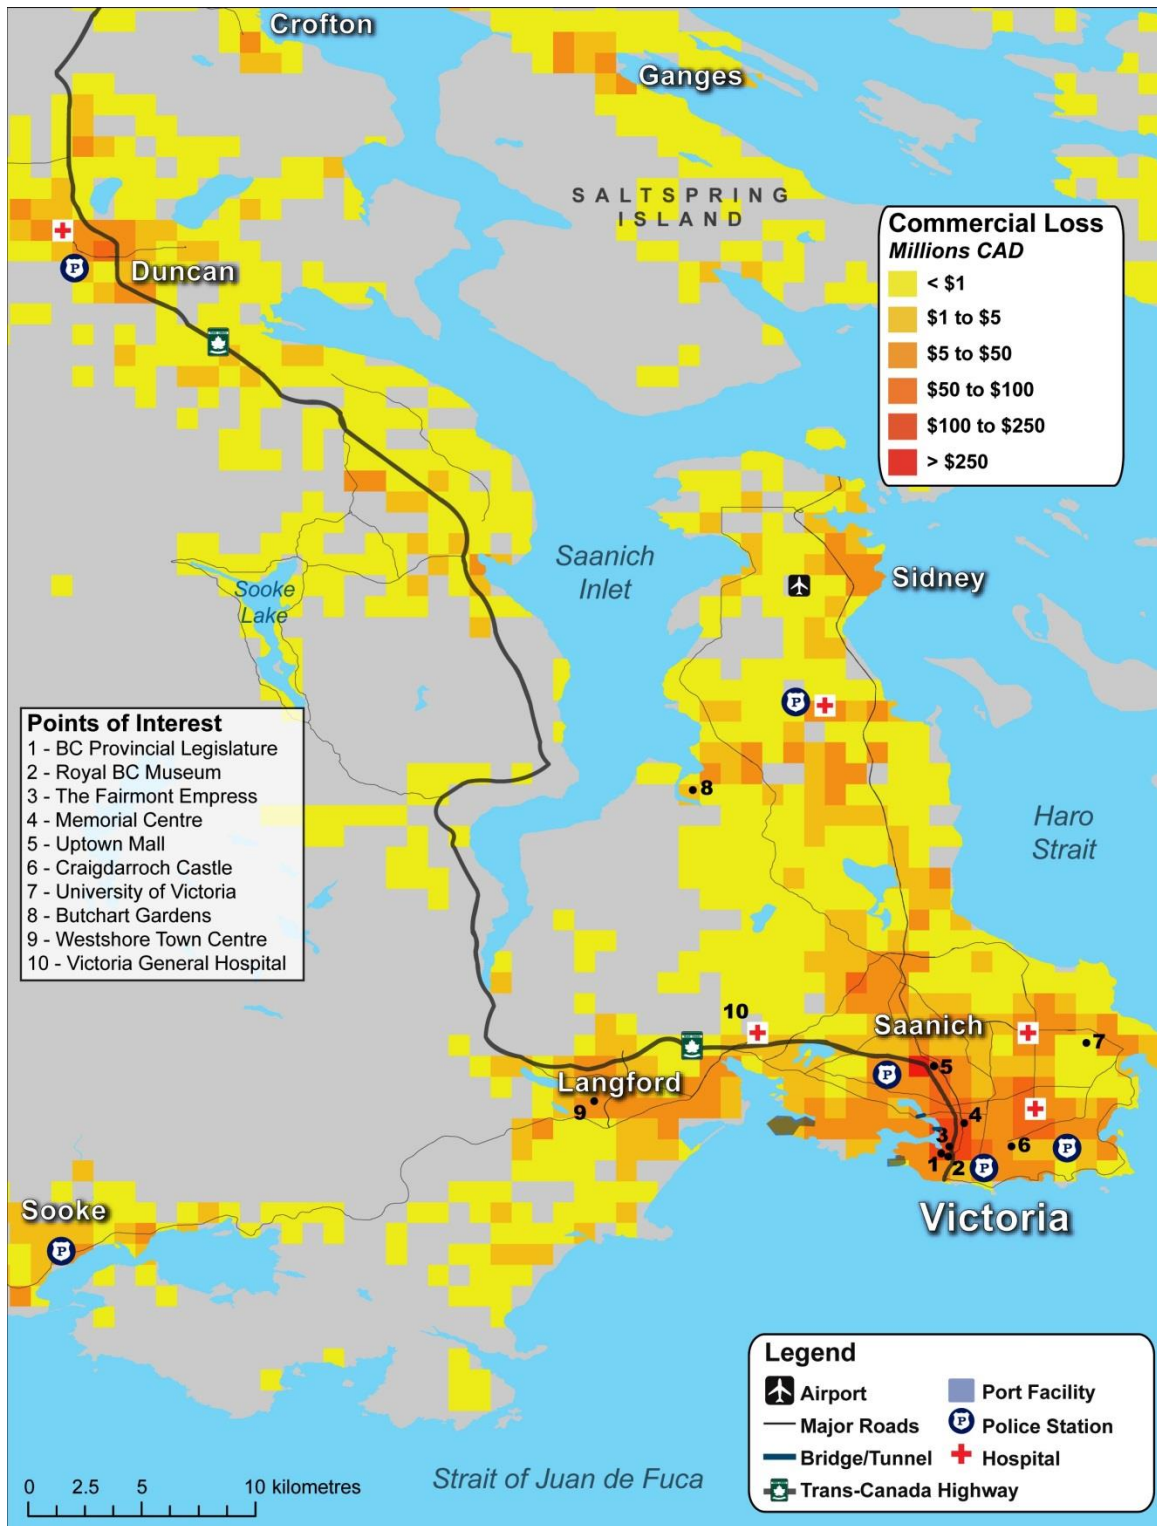 Crofton
Ganges
SALTSPRING
ISLAND
Commercial Loss
Millions CAD
< $1
$1 to $5
$5 to $50
$50 to $100
$100 to $250
> $250
P
Duncan
Saanich
Inlet
Sidney
Sooke
Lake
P
Points of Interest
1 - BC Provincial Legislature
2 - Royal BC Museum
3 - The Fairmont Empress
4 - Memorial Centre
5 - Uptown Mall
6 - Craigdarroch Castle
7 - University of Victoria
8 - Butchart Gardens
9 - Westshore Town Centre
10 - Victoria General Hospital
8
Haro
Strait
10
Saanich
7
5
P
Langford
9
4
3
6
P
1
2
P
Victoria
Sooke
P
Legend
Airport
Port Facility
Major Roads
P
Police Station
Bridge/Tunnel
Hospital
Trans-Canada Highway
0 2.5 5 10 kilometres
Strait of Juan de Fuca